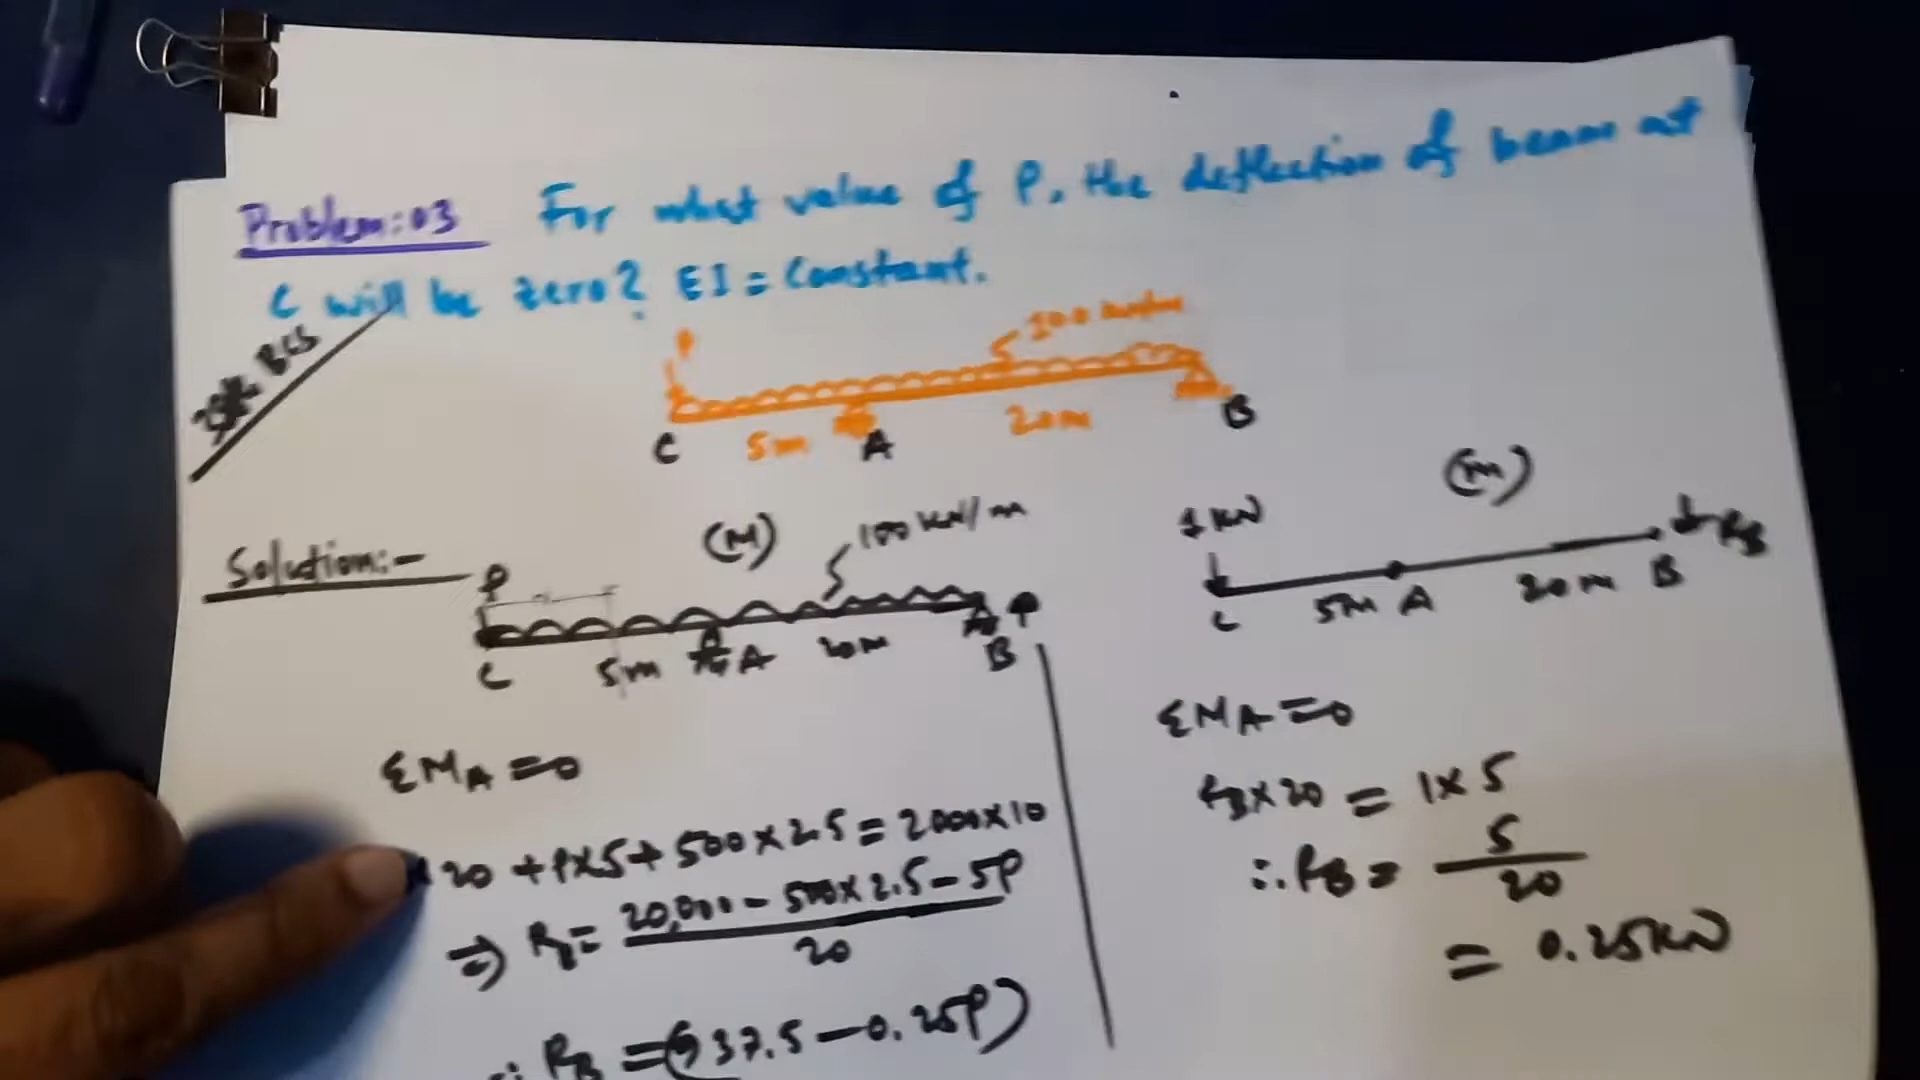 Problem:03 For what value of P, the deflection of beam at
C will be zero? EI = Constant.
BCS
P
C 5m A 20m B
Solution:-
(M)
100 KN/m
P
C 5m A 20m B
(m)
1 KN
C 5m A 20m B RB
ΣMA=0
20 + P×5 + 500 × 2.5 = 2000×10
⇒ RB = 20,000 - 500×2.5 - 5P
20
∴ RB = (937.5 - 0.25P)
ΣMA=0
RB×20 = 1×5
∴ RB = 5
20
= 0.25KN